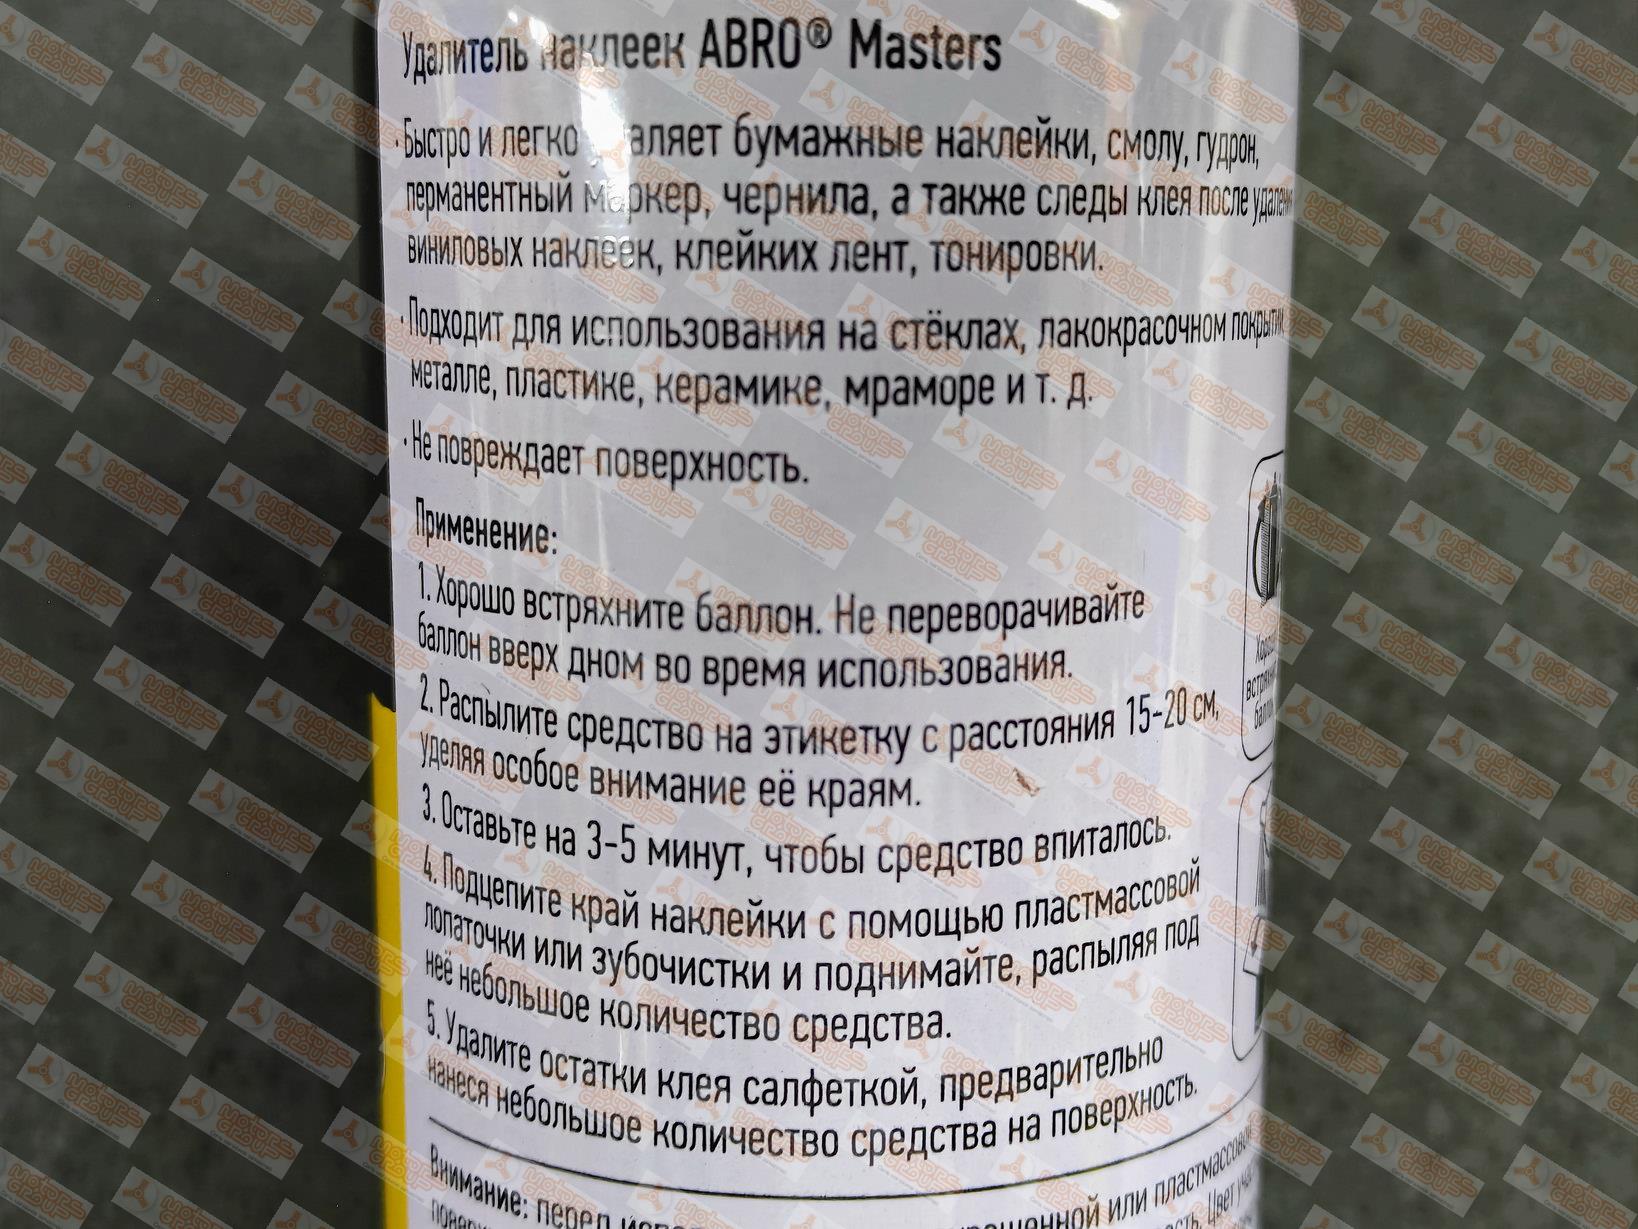 Удалитель наклеек ABRO® Masters
· Быстро и легко удаляет бумажные наклейки, смолу, гудрон,
перманентный маркер, чернила, а также следы клея после
виниловых наклеек, клейких лент, тонировки.
· Подходит для использования на стёклах, лакокрасочном
металле, пластике, керамике, мраморе и т. д.
· Не повреждает поверхность.
Применение:
1. Хорошо встряхните баллон. Не переворачивайте
баллон вверх дном во время использования.
2. Распылите средство на этикетку с расстояния 15-20 см,
уделяя особое внимание её краям.
3. Оставьте на 3-5 минут, чтобы средство впиталось.
4. Подцепите край наклейки с помощью пластмассовой
лопаточки или зубочистки и поднимайте, распыляя под
неё небольшое количество средства.
5. Удалите остатки клея салфеткой, предварительно
нанеся небольшое количество средства на поверхность.
Внимание: перед или
MOTORS
GROUP